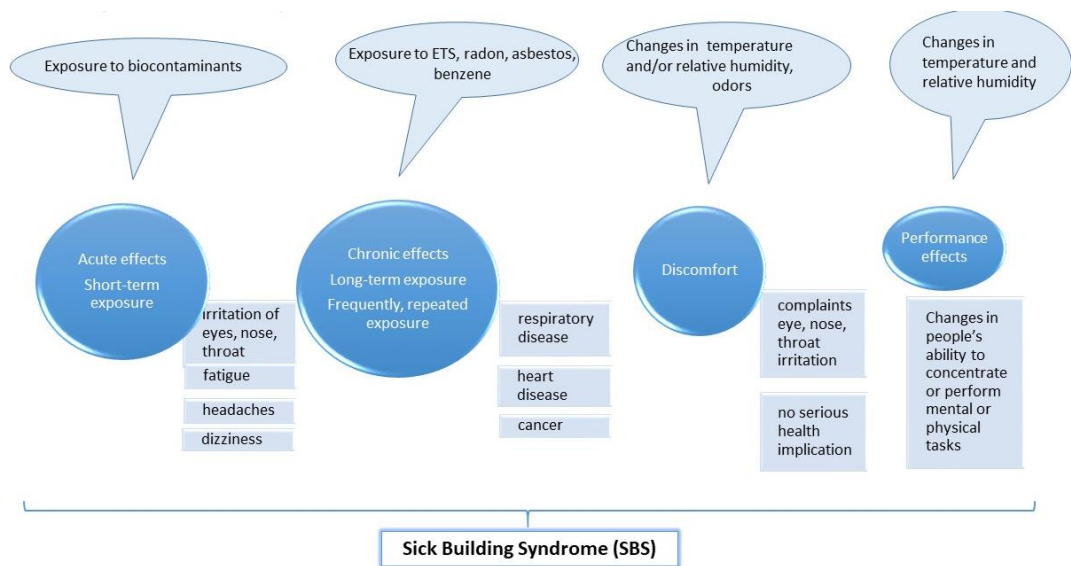 Exposure to biocontaminants
Exposure to ETS, radon, asbestos,
benzene
Changes in temperature
and/or relative humidity,
odors
Changes in
temperature and
relative humidity
Acute effects
Short-term
exposure
irritation of
eyes, nose,
throat
fatigue
headaches
dizziness
Chronic effects
Long-term exposure
Frequently, repeated
exposure
respiratory
disease
heart
disease
cancer
Discomfort
complaints
eye, nose,
throat
irritation
no serious
health
implication
Performance
effects
Changes in
people’s
ability to
concentrate
or perform
mental or
physical
tasks
Sick Building Syndrome (SBS)